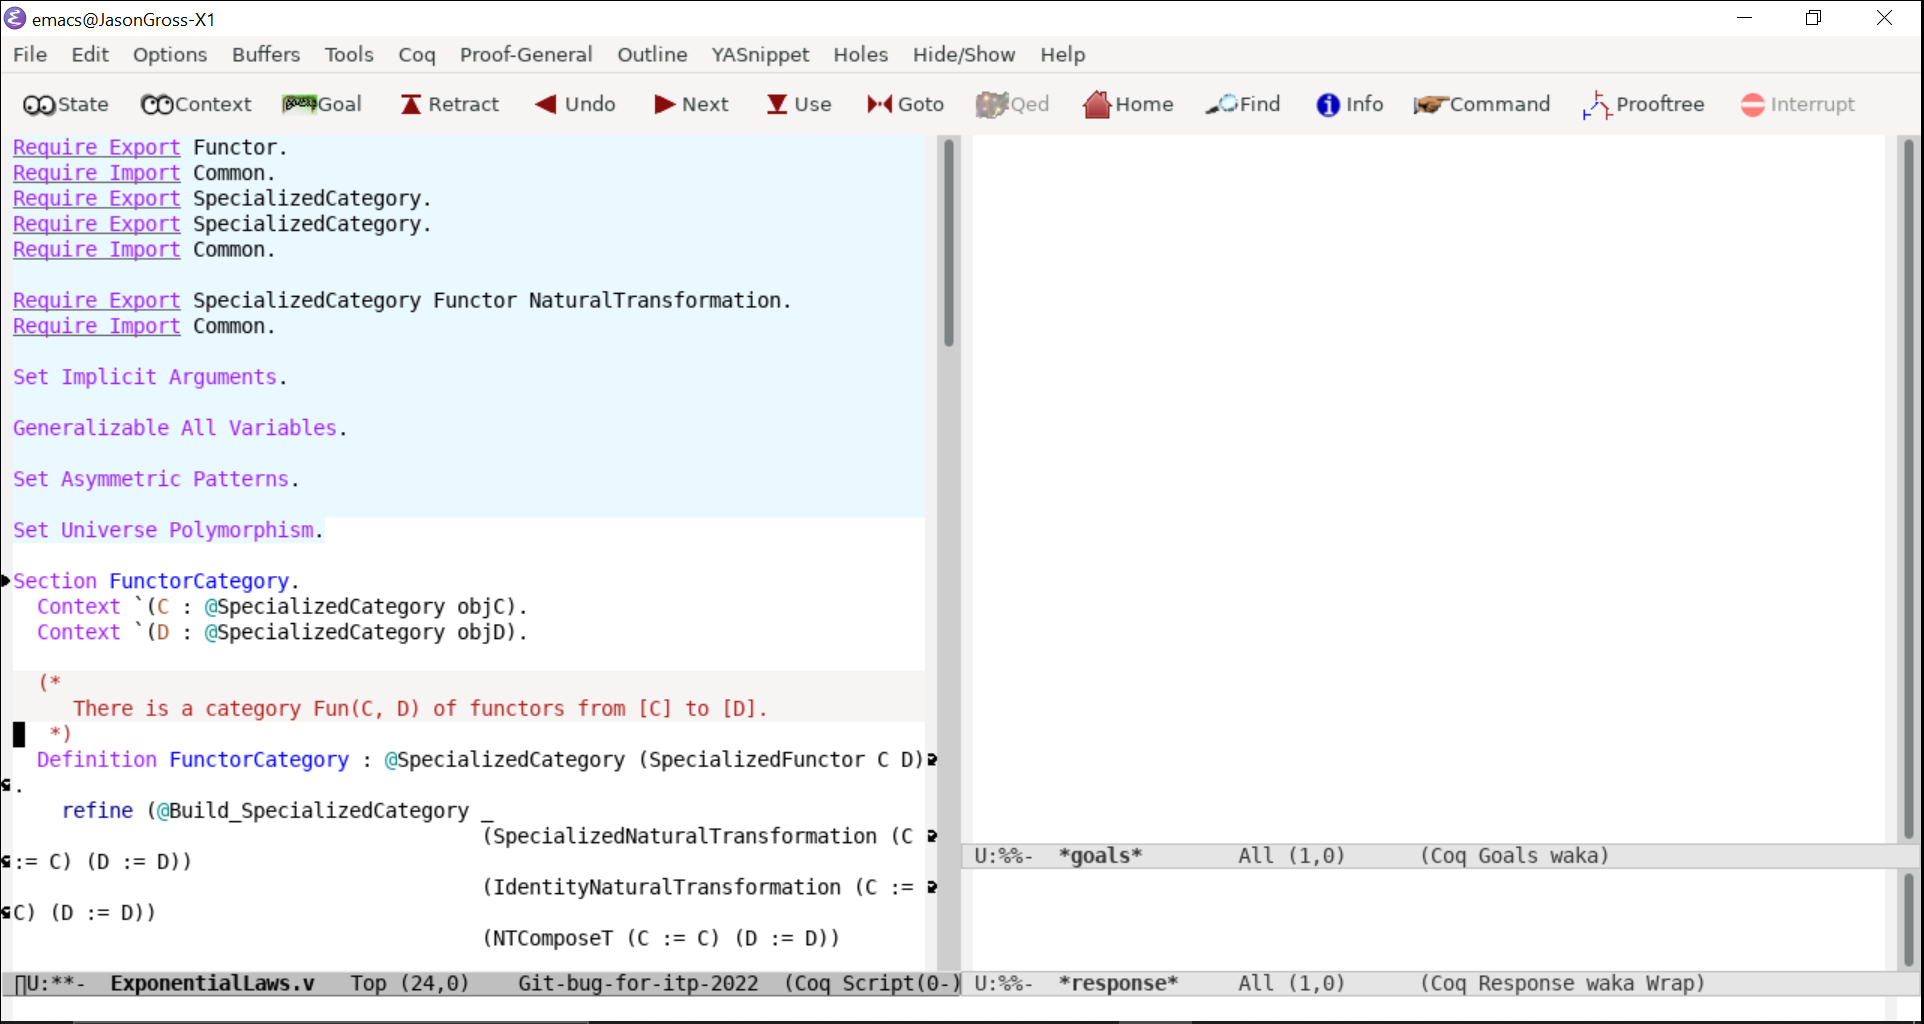 emacs@JasonGross-X1
File Edit Options Buffers Tools Coq Proof-General Outline YASnippet Holes Hide/Show Help
State Context Goal Retract Undo Next Use Goto Qed Home Find Info Command Prooftree Interrupt
Require Export Functor.
Require Import Common.
Require Export SpecializedCategory.
Require Export SpecializedCategory.
Require Import Common.
Require Export SpecializedCategory Functor NaturalTransformation.
Require Import Common.
Set Implicit Arguments.
Generalizable All Variables.
Set Asymmetric Patterns.
Set Universe Polymorphism.
Section FunctorCategory.
Context `(C : @SpecializedCategory objC).
Context `(D : @SpecializedCategory objD).
(*
There is a category Fun(C, D) of functors from [C] to [D].
*)
Definition FunctorCategory : @SpecializedCategory (SpecializedFunctor C D)
.
refine (@Build_SpecializedCategory _
(SpecializedNaturalTransformation (C
:= C) (D := D))
(IdentityNaturalTransformation (C :=
C) (D := D))
(NTComposeT (C := C) (D := D))
U:**- ExponentialLaws.v Top (24,0) Git-bug-for-itp-2022 (Coq Script(0-)
U:%%- *goals* All (1,0) (Coq Goals waka)
U:%%- *response* All (1,0) (Coq Response waka Wrap)